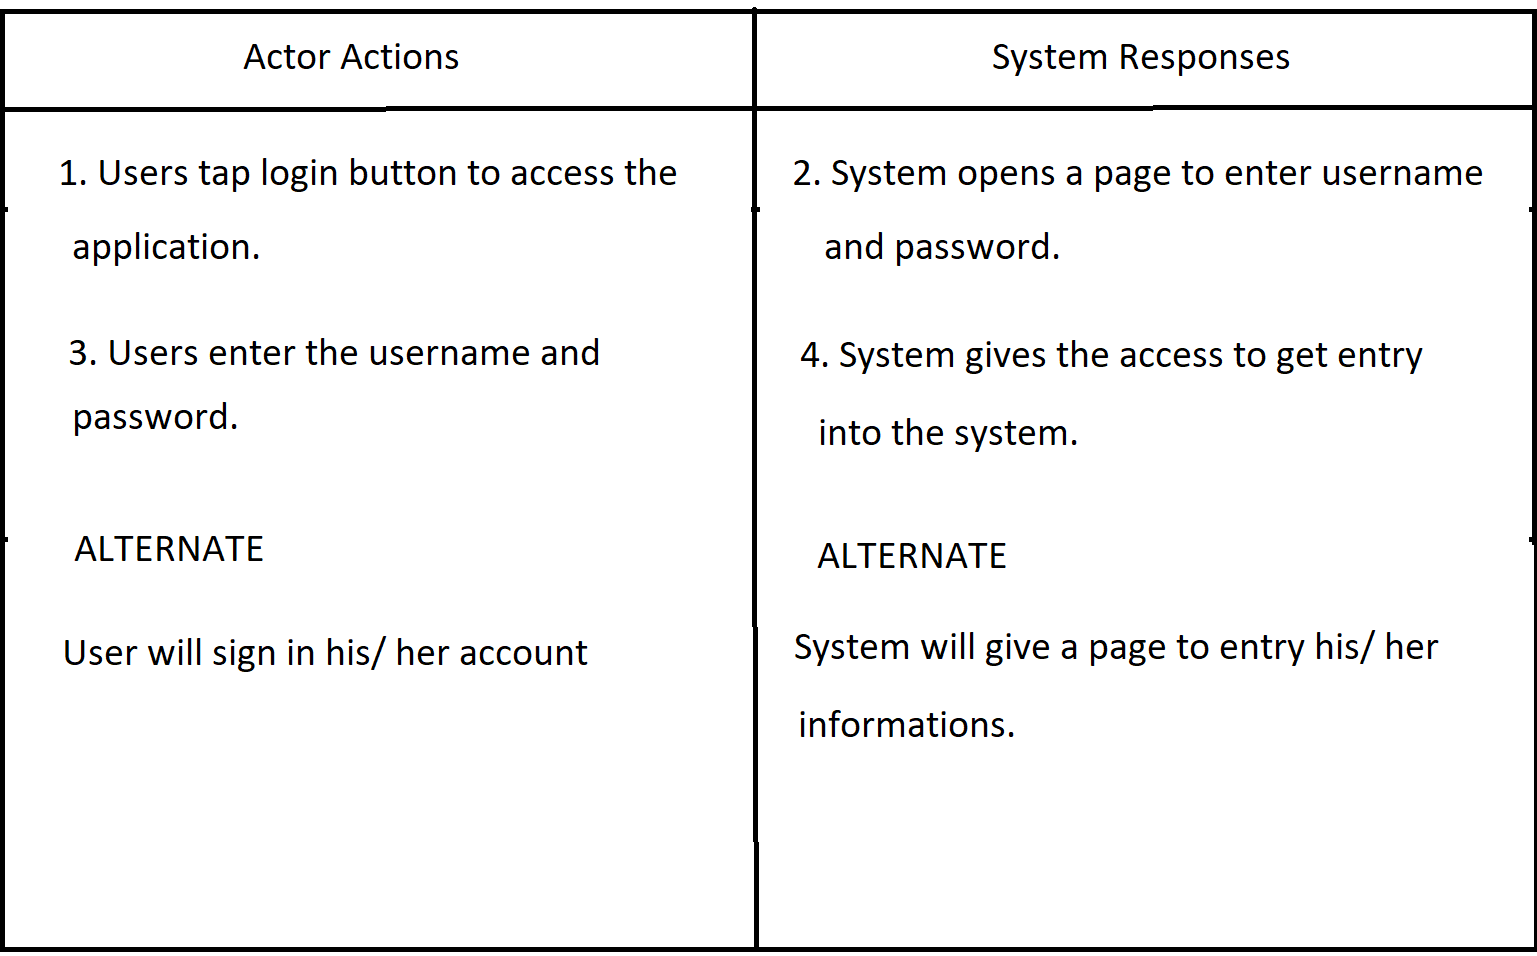 Actor Actions
System Responses
1. Users tap login button to access the
application.
2. System opens a page to enter username
and password.
3. Users enter the username and
password.
4. System gives the access to get entry
into the system.
ALTERNATE
User will sign in his/ her account
ALTERNATE
System will give a page to entry his/ her
informations.